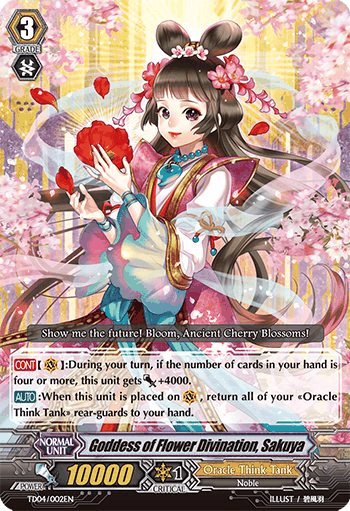 3
GRADE
Show me the future! Bloom, Ancient Cherry Blossoms!
CONT [ ]:During your turn, if the number of cards in your hand is
four or more, this unit gets +4000.
AUTO:When this unit is placed on , return all of your «Oracle
Think Tank» rear-guards to your hand.
NORMAL
UNIT
Goddess of Flower Divination, Sakuya
POWER
10000
1
CRITICAL
Oracle Think Tank
Noble
TD04/002EN
ILLUST / 碧風羽